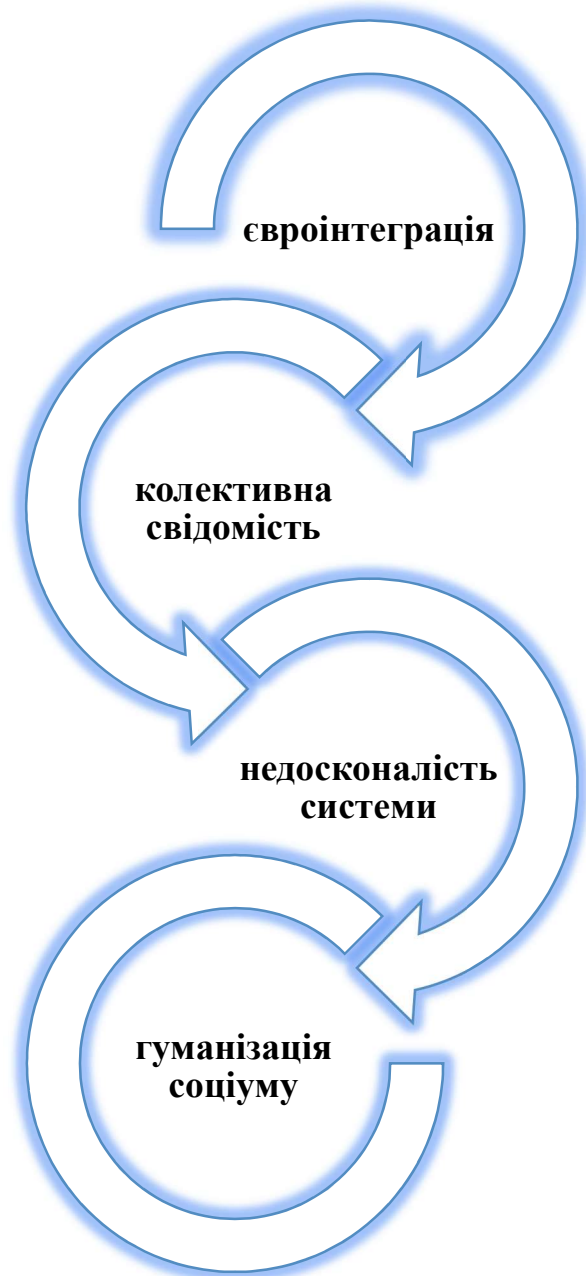 євроінтеграція
колективна
свідомість
недосконалість
системи
гуманізація
соціуму